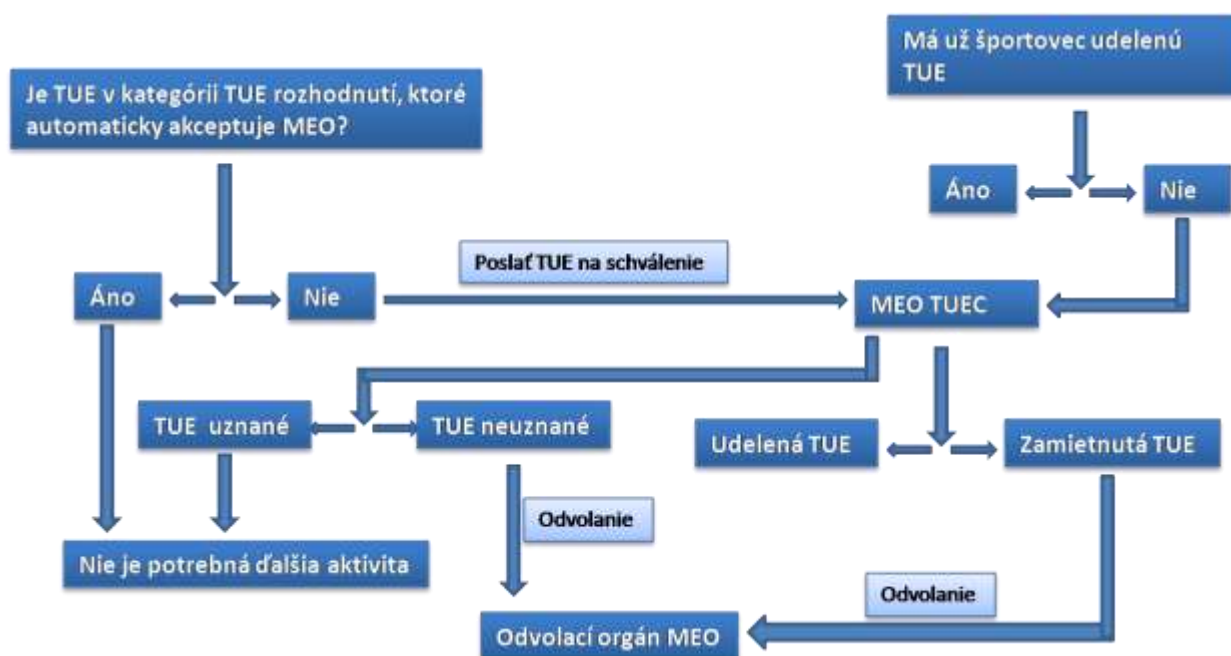 Má už športovec udelenú
TUE
Je TUE v kategórii TUE rozhodnutí, ktoré
automaticky akceptuje MEO?
Áno
Nie
Poslať TUE na schválenie
Áno
Nie
MEO TUEC
TUE uznané
TUE neuznané
Udelená TUE
Zamietnutá TUE
Odvolanie
Nie je potrebná ďalšia aktivita
Odvolanie
Odvolací orgán MEO